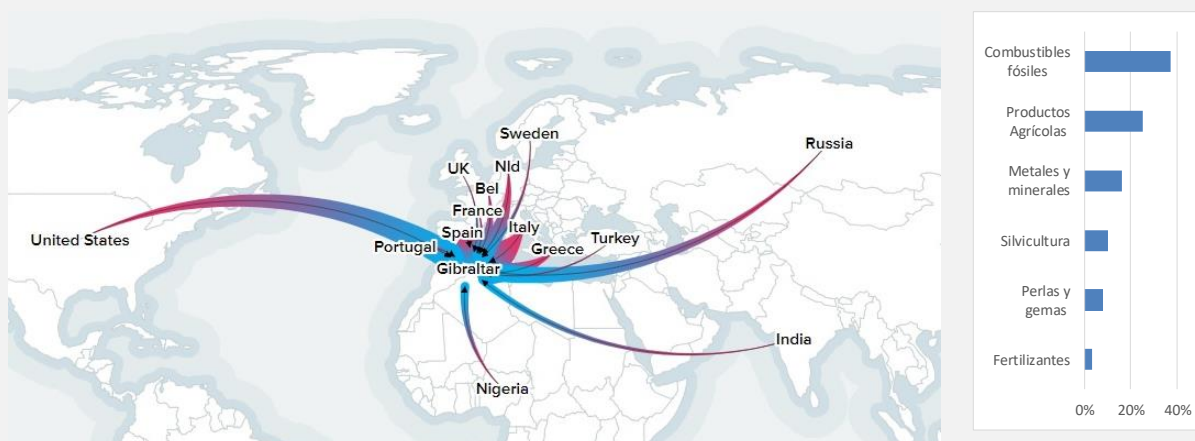 Sweden
Russia
UK
Nld
Bel
France
Spain
Italy
United States
Portugal
Turkey
Greece
Gibraltar
India
Nigeria
Combustibles
fósiles
Productos
Agrícolas
Metales y
minerales
Silvicultura
Perlas y
gemas
Fertilizantes
0% 20% 40%